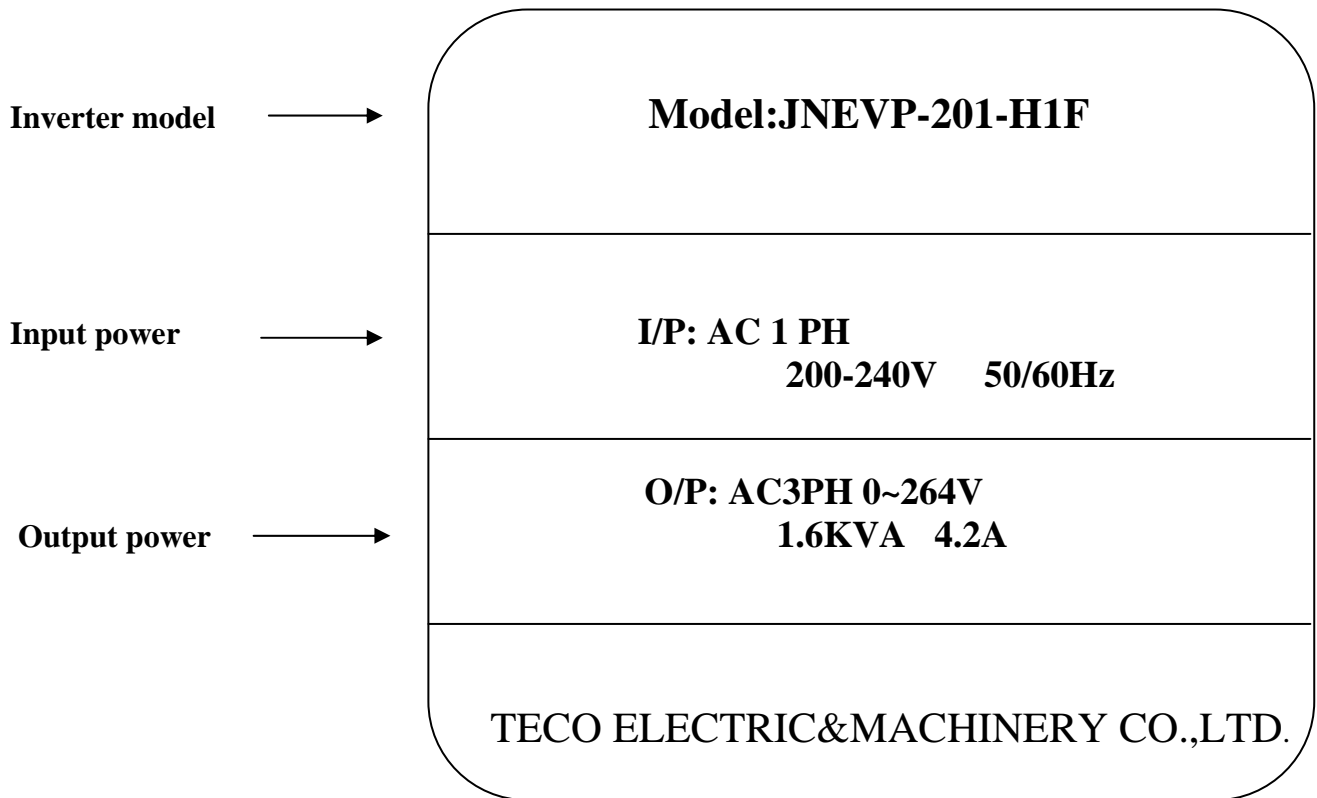 Inverter model
Model:JNEVP-201-H1F
Input power
I/P: AC 1 PH
200-240V 50/60Hz
O/P: AC3PH 0~264V
Output power
1.6KVA 4.2A
TECO ELECTRIC&MACHINERY CO.,LTD.